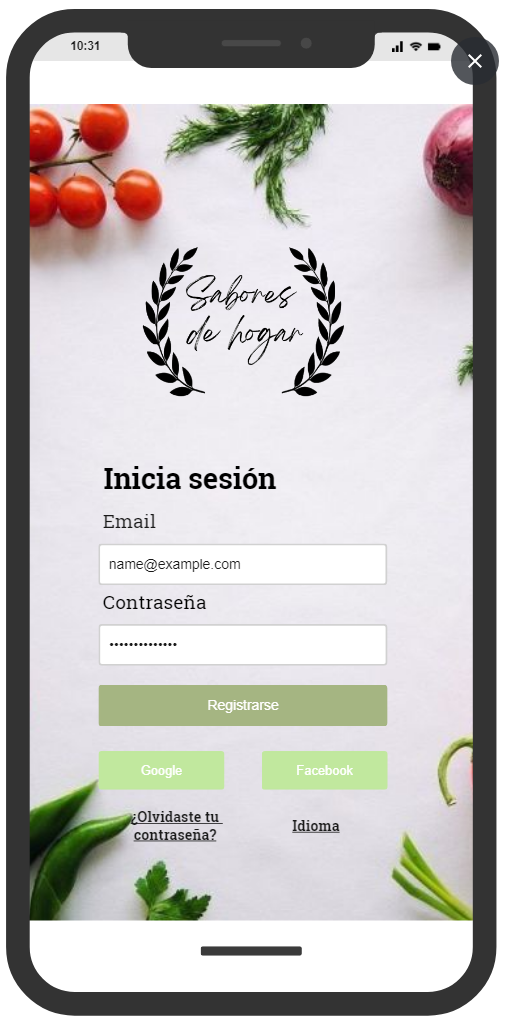 10:31
Sabores
de hogar
Inicia sesión
Email
name@example.com
Contraseña
••••••••••••••
Registrarse
Google Facebook
¿Olvidaste tu
contraseña?
Idioma